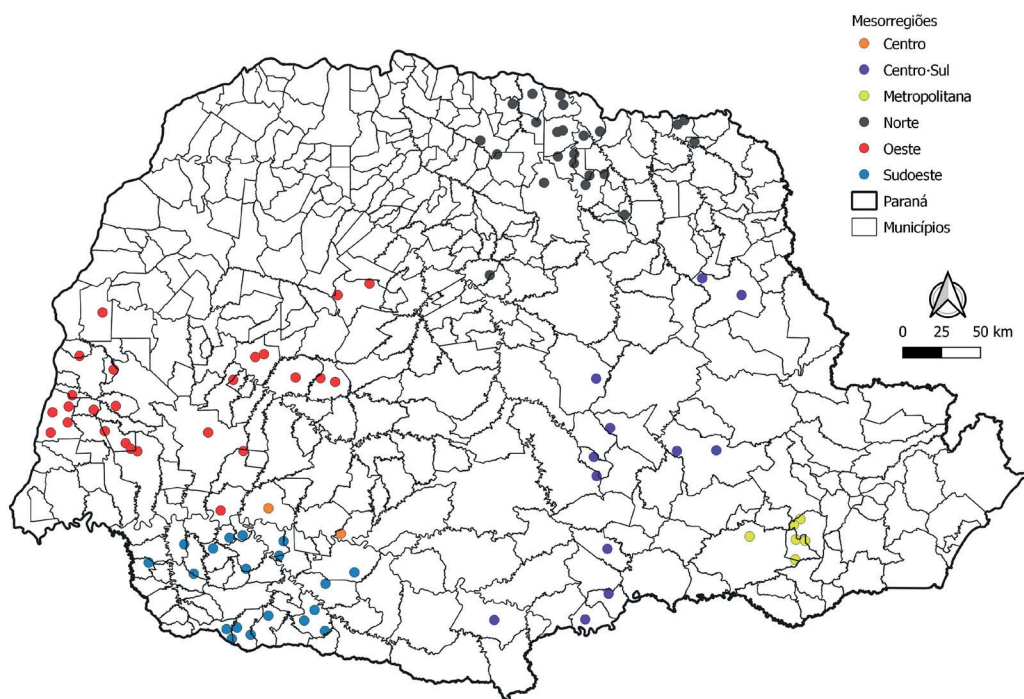 Mesorregiões
Centro
Centro-Sul
Metropolitana
Norte
Oeste
Sudoeste
Paraná
Municípios
0 25 50 km